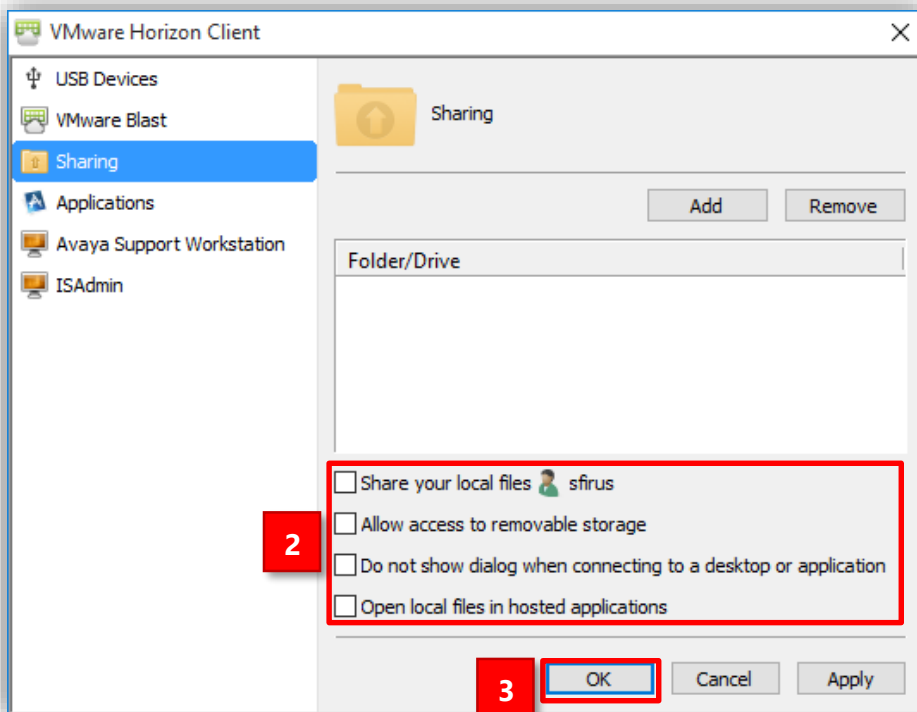 VMware Horizon Client
USB Devices
VMware Blast
Sharing
Applications
Avaya Support Workstation
ISAdmin
Sharing
Add
Remove
Folder/Drive
Share your local files sfirus
Allow access to removable storage
Do not show dialog when connecting to a desktop or application
Open local files in hosted applications
2
3
OK
Cancel
Apply